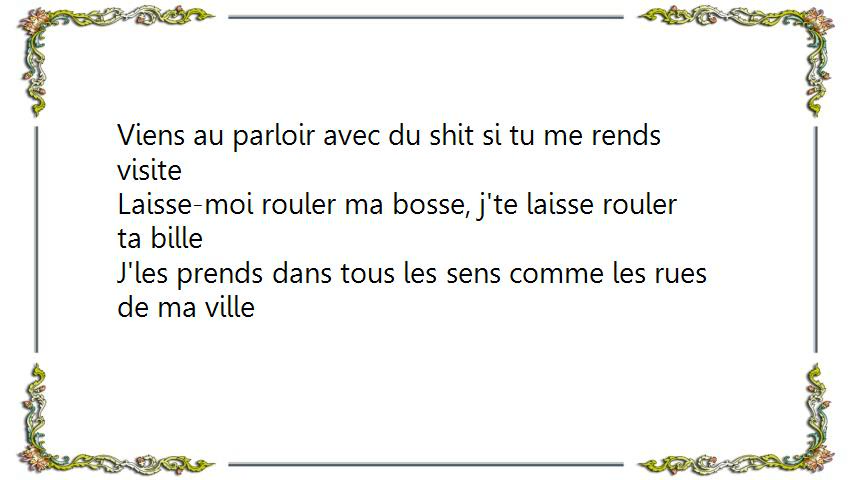 Viens au parloir avec du shit si tu me rends
visite
Laisse-moi rouler ma bosse, j'te laisse rouler
ta bille
J'les prends dans tous les sens comme les rues
de ma ville